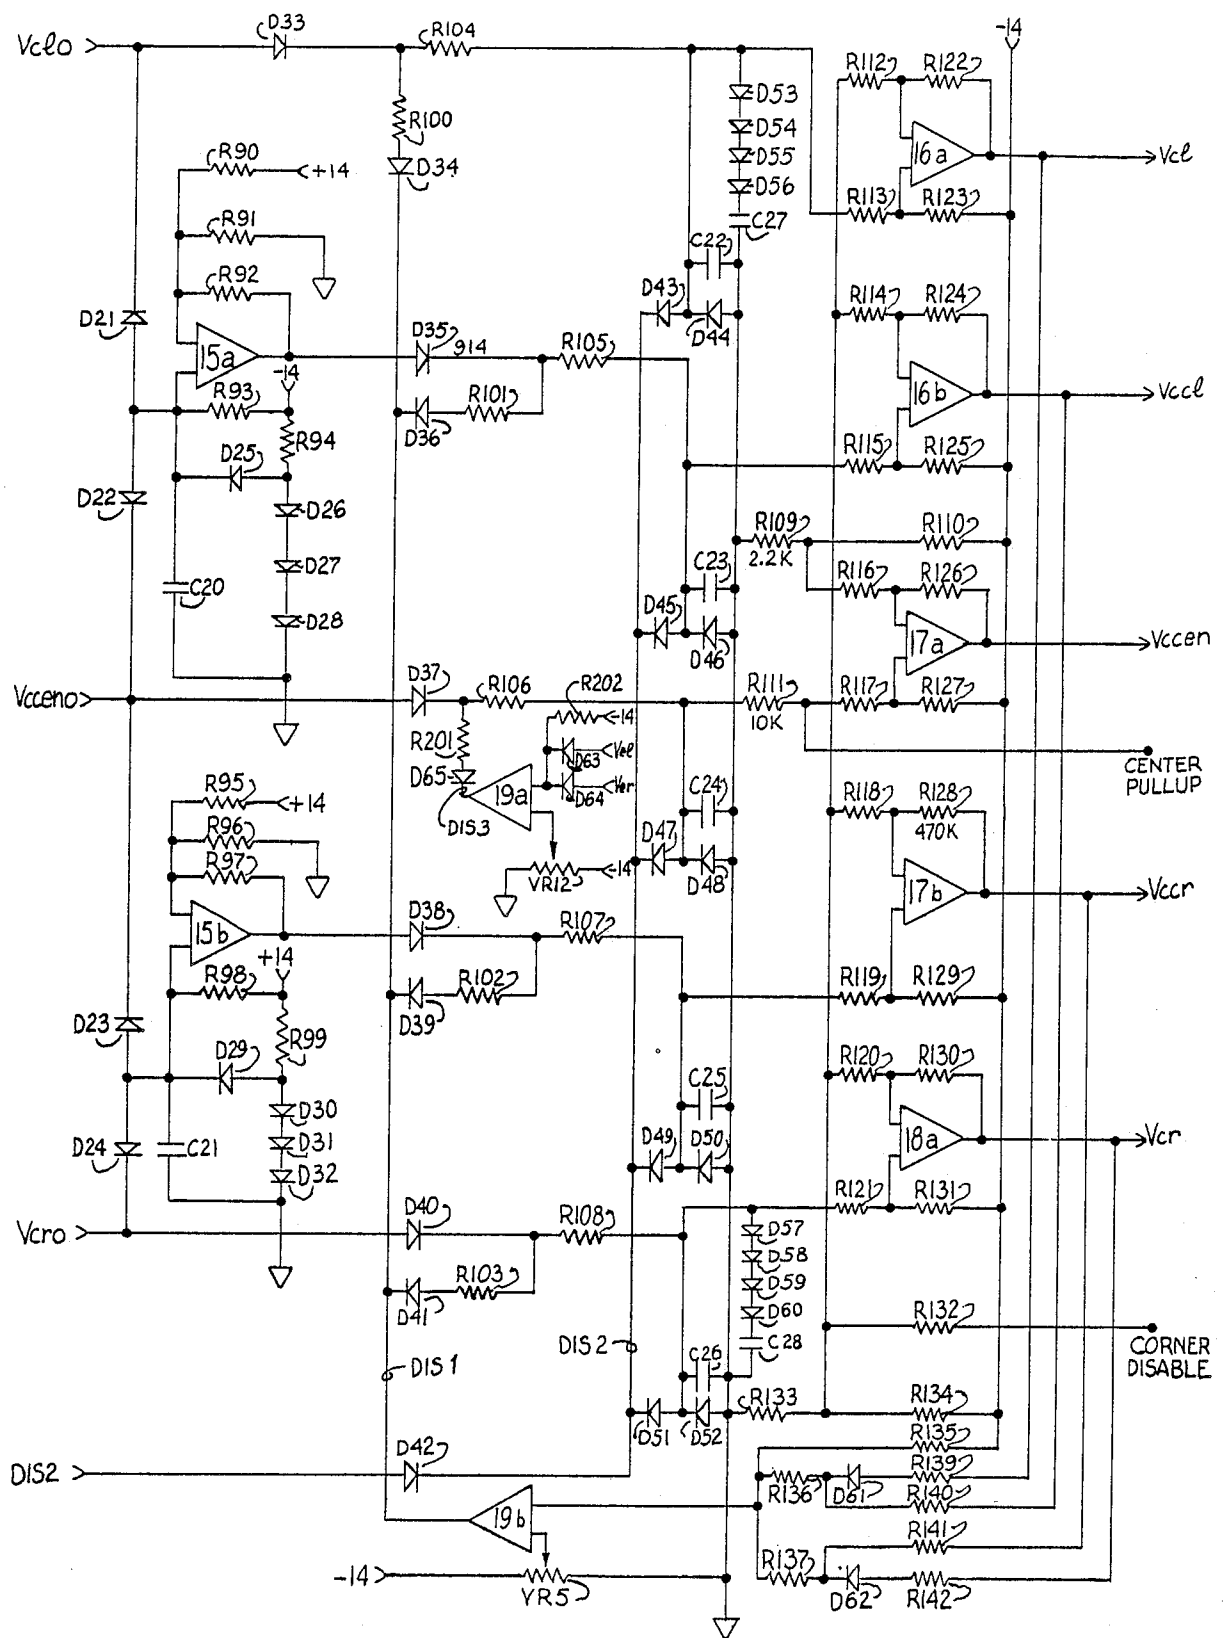 Vclo
D33
R104
-14
R112
R122
D53
D54
D55
D56
C27
R100
D34
R90
+14
16a
Vcl
R113
R123
R91
C22
R92
D43
D44
R114
R124
D21
15a
D35
914
R105
16b
Vccl
-14
R93
R101
D36
R94
R115
R125
D25
D22
D26
R109
2.2K
R110
D27
C20
C23
R116
R126
D28
D45
D46
17a
Vccen
Vcceno
D37
R106
R202
-14
R111
10K
R117
R127
R201
D63
Vel
D65
19a
D64
Ver
CENTER
PULLUP
R95
+14
C24
R118
R128
470K
R96
DIS3
D47
D48
R97
VR12
-14
17b
Vccr
15b
D38
R107
+14
R98
R102
D39
R119
R129
D23
R99
D29
R120
R130
C25
D30
D24
C21
D31
D49
D50
18a
Vcr
D32
R121
R131
Vcro
D40
R108
D57
D58
R103
D59
D41
D60
R132
DIS2
C26
C28
CORNER
DISABLE
DIS1
R133
R134
D51
D52
R135
D42
R139
DIS2
R136
D61
R140
19b
R141
R137
-14
VR5
D62
R142